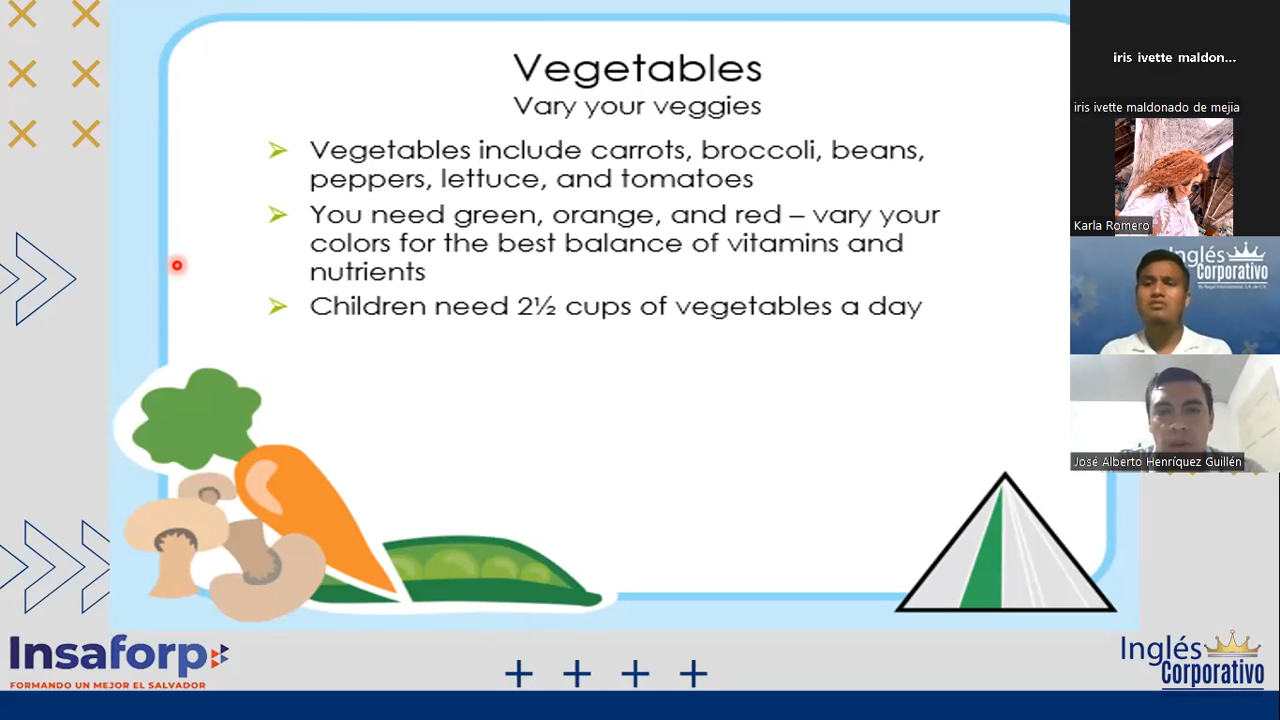 Vegetables
Vary your veggies
Vegetables include carrots, broccoli, beans,
peppers, lettuce, and tomatoes
You need green, orange, and red – vary your
colors for the best balance of vitamins and
nutrients
Children need 2½ cups of vegetables a day
iris ivette maldon...
iris ivette maldonado de mejia
Karla Romero
Inglés
Corporativo
José Alberto Henríquez Guillén
Insaforp
FORMANDO UN MEJOR EL SALVADOR
Inglés
Corporativo